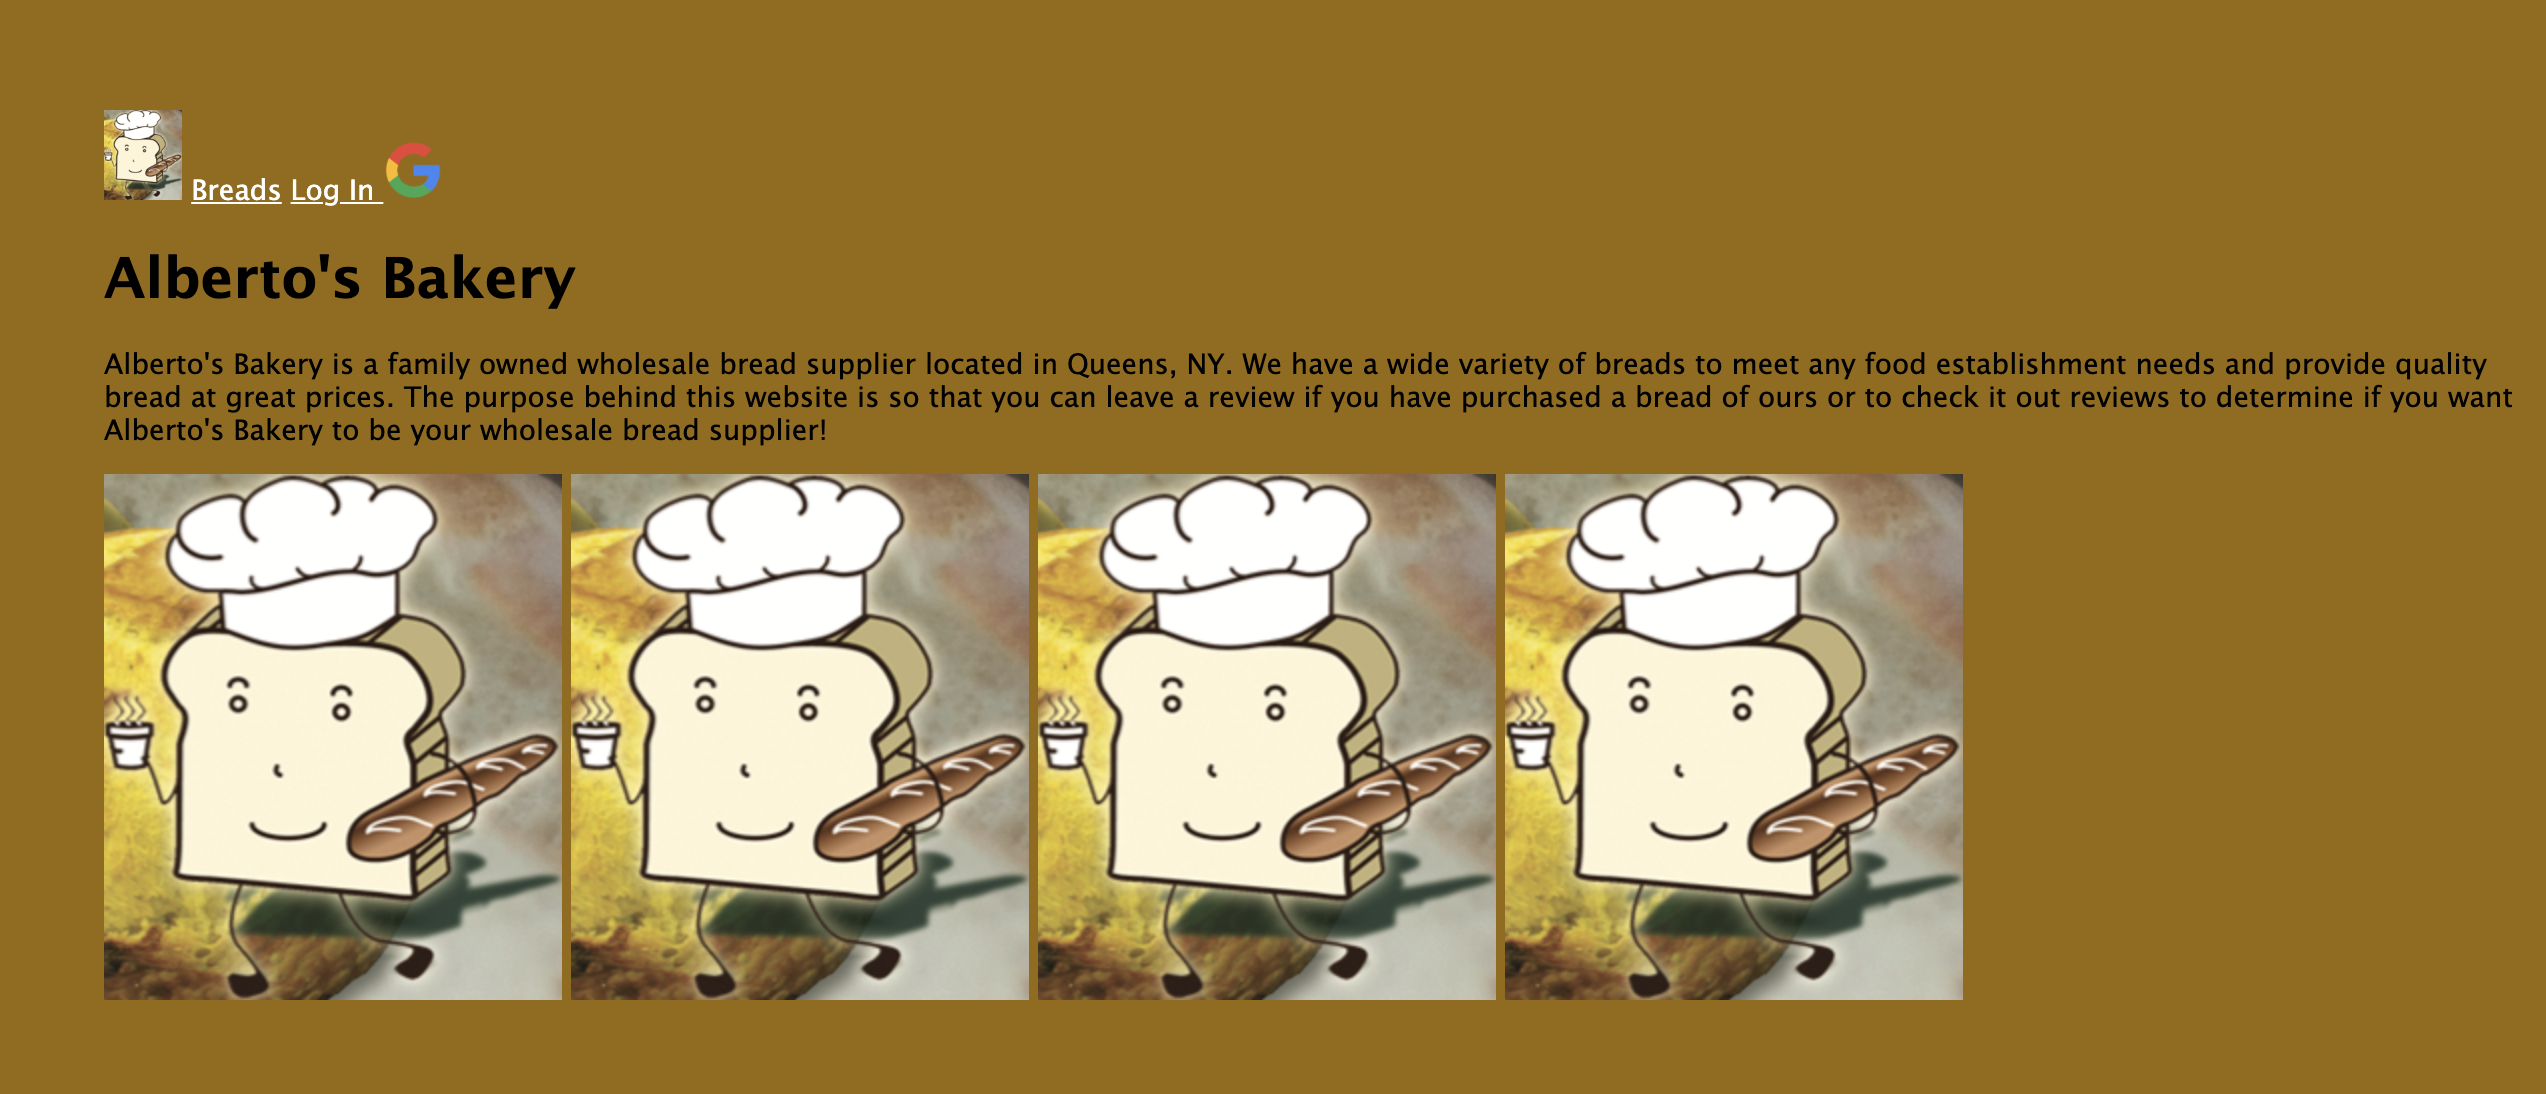 Breads Log In
Alberto's Bakery
Alberto's Bakery is a family owned wholesale bread supplier located in Queens, NY. We have a wide variety of breads to meet any food establishment needs and provide quality
bread at great prices. The purpose behind this website is so that you can leave a review if you have purchased a bread of ours or to check it out reviews to determine if you want
Alberto's Bakery to be your wholesale bread supplier!